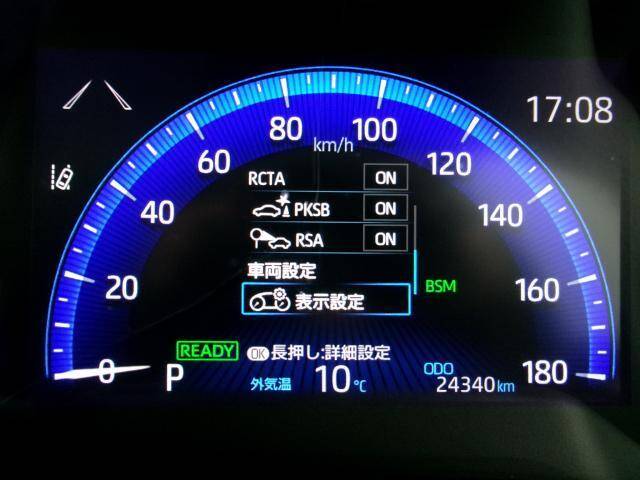 17:08
80
100
km/h
60
120
RCTA ON
40
PKSB ON
140
RSA ON
車両設定
20
BSM
160
表示設定
READY
OK 長押し:詳細設定
0
P
外気温 10℃
ODO
24340 km
180